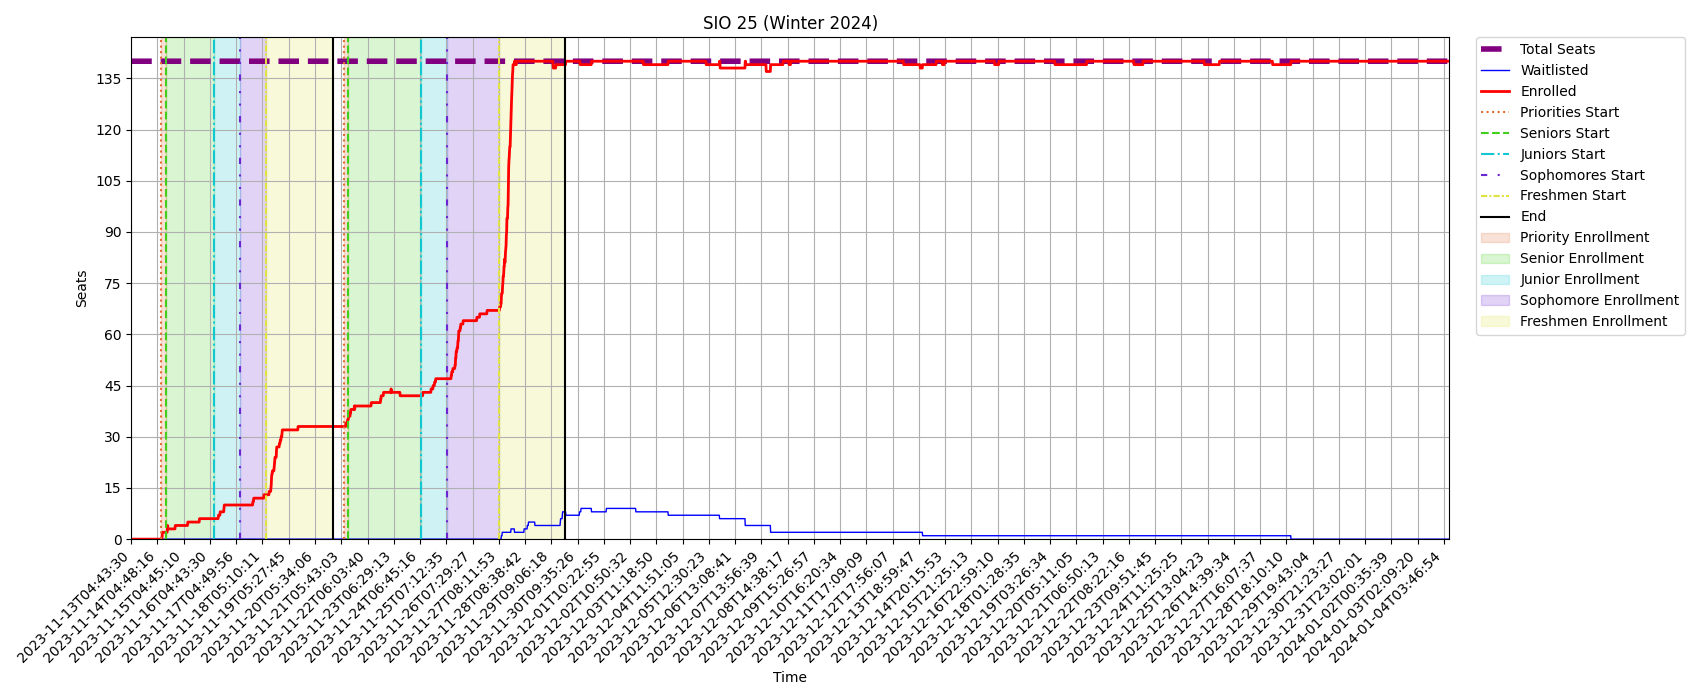 SIO 25 (Winter 2024)
Seats
135
120
105
90
75
60
45
30
15
0
2023-11-13T04:43:30
2023-11-14T04:48:16
2023-11-15T04:45:10
2023-11-16T04:43:30
2023-11-17T04:49:56
2023-11-18T05:10:11
2023-11-19T05:27:45
2023-11-20T05:34:06
2023-11-21T05:43:03
2023-11-22T06:03:40
2023-11-23T06:29:13
2023-11-24T06:45:16
2023-11-25T07:12:35
2023-11-26T07:29:27
2023-11-27T08:11:53
2023-11-28T08:38:42
2023-11-29T09:06:18
2023-11-30T09:35:26
2023-12-01T10:22:55
2023-12-02T10:50:32
2023-12-03T11:18:50
2023-12-04T11:51:05
2023-12-05T12:30:23
2023-12-06T13:08:41
2023-12-07T13:56:39
2023-12-08T14:38:17
2023-12-09T15:26:57
2023-12-10T16:20:34
2023-12-11T17:09:09
2023-12-12T17:56:07
2023-12-13T18:59:47
2023-12-14T20:15:53
2023-12-15T21:25:13
2023-12-16T22:59:10
2023-12-18T01:28:35
2023-12-19T03:26:34
2023-12-20T05:11:05
2023-12-21T06:50:13
2023-12-22T08:22:16
2023-12-23T09:51:45
2023-12-24T11:25:25
2023-12-25T13:04:23
2023-12-26T14:39:34
2023-12-27T16:07:37
2023-12-28T18:10:10
2023-12-29T19:43:04
2023-12-30T21:23:27
2023-12-31T23:02:01
2024-01-02T00:35:39
2024-01-03T02:09:20
2024-01-04T03:46:54
Time
Total Seats
Waitlisted
Enrolled
Priorities Start
Seniors Start
Juniors Start
Sophomores Start
Freshmen Start
End
Priority Enrollment
Senior Enrollment
Junior Enrollment
Sophomore Enrollment
Freshmen Enrollment